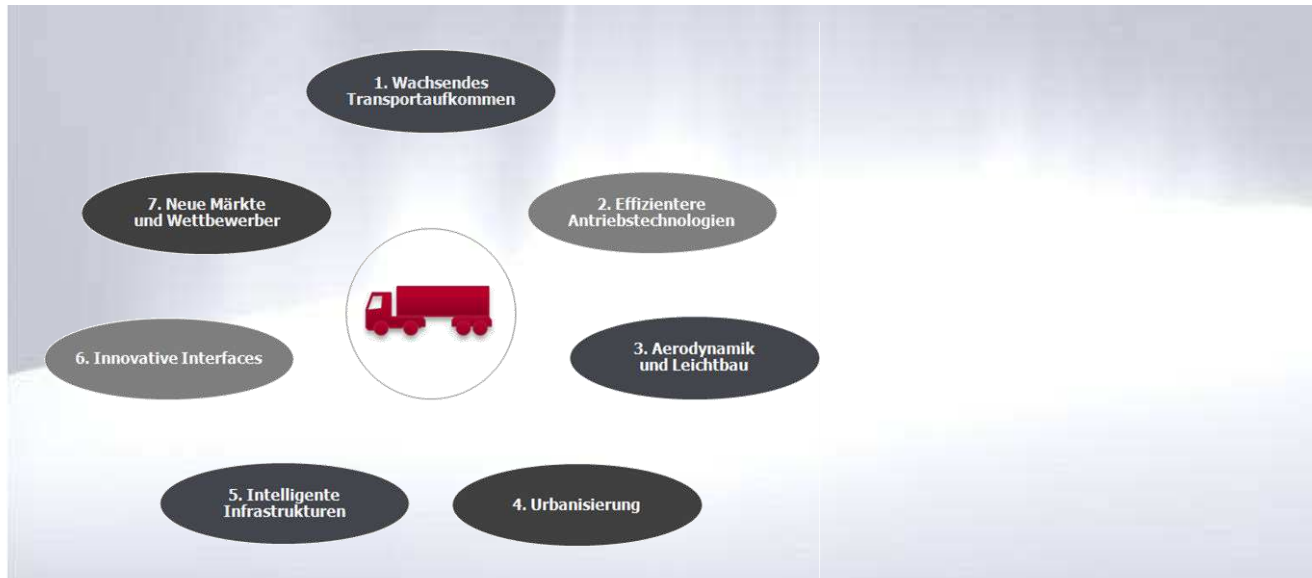 1. Wachsendes
Transportaufkommen
2. Effizientere
Antriebstechnologien
3. Aerodynamik
und Leichtbau
4. Urbanisierung
5. Intelligente
Infrastrukturen
6. Innovative Interfaces
7. Neue Märkte
und Wettbewerber